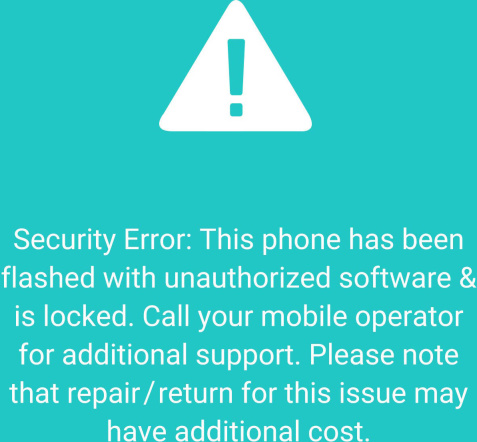 Security Error: This phone has been
flashed with unauthorized software &
is locked. Call your mobile operator
for additional support. Please note
that repair/return for this issue may
have additional cost.